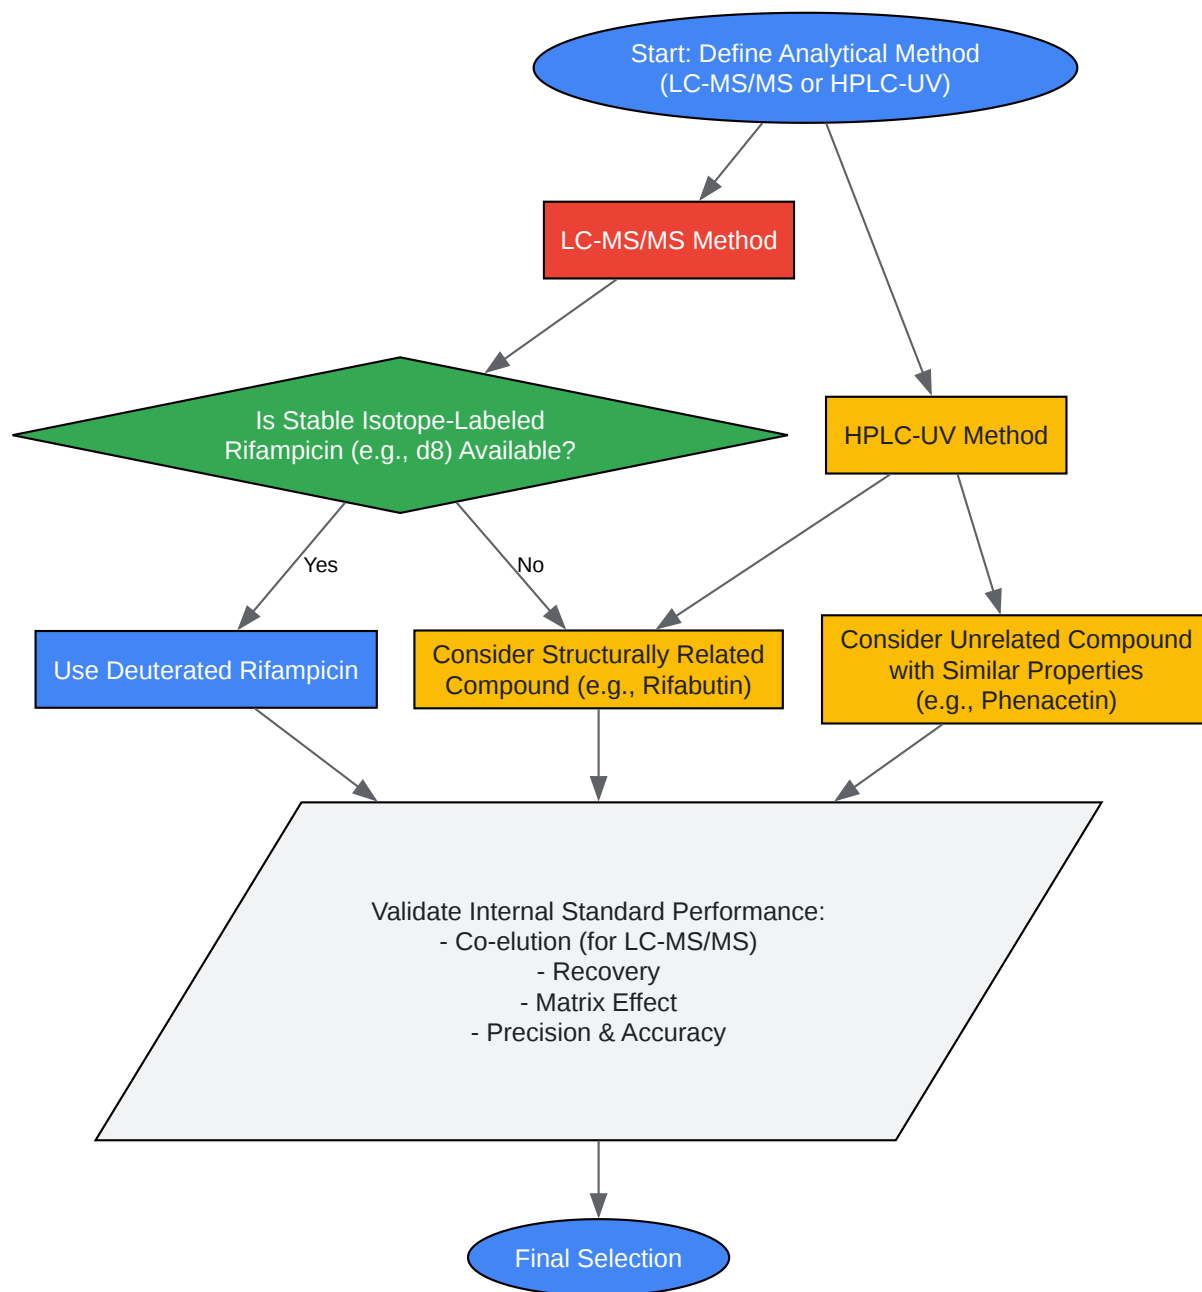 Start: Define Analytical Method
(LC-MS/MS or HPLC-UV)
LC-MS/MS Method
Is Stable Isotope-Labeled
Rifampicin (e.g., d8) Available?
HPLC-UV Method
Yes
No
Use Deuterated Rifampicin
Consider Structurally Related
Compound (e.g., Rifabutin)
Consider Unrelated Compound
with Similar Properties
(e.g., Phenacetin)
Validate Internal Standard Performance:
- Co-elution (for LC-MS/MS)
- Recovery
- Matrix Effect
- Precision & Accuracy
Final Selection